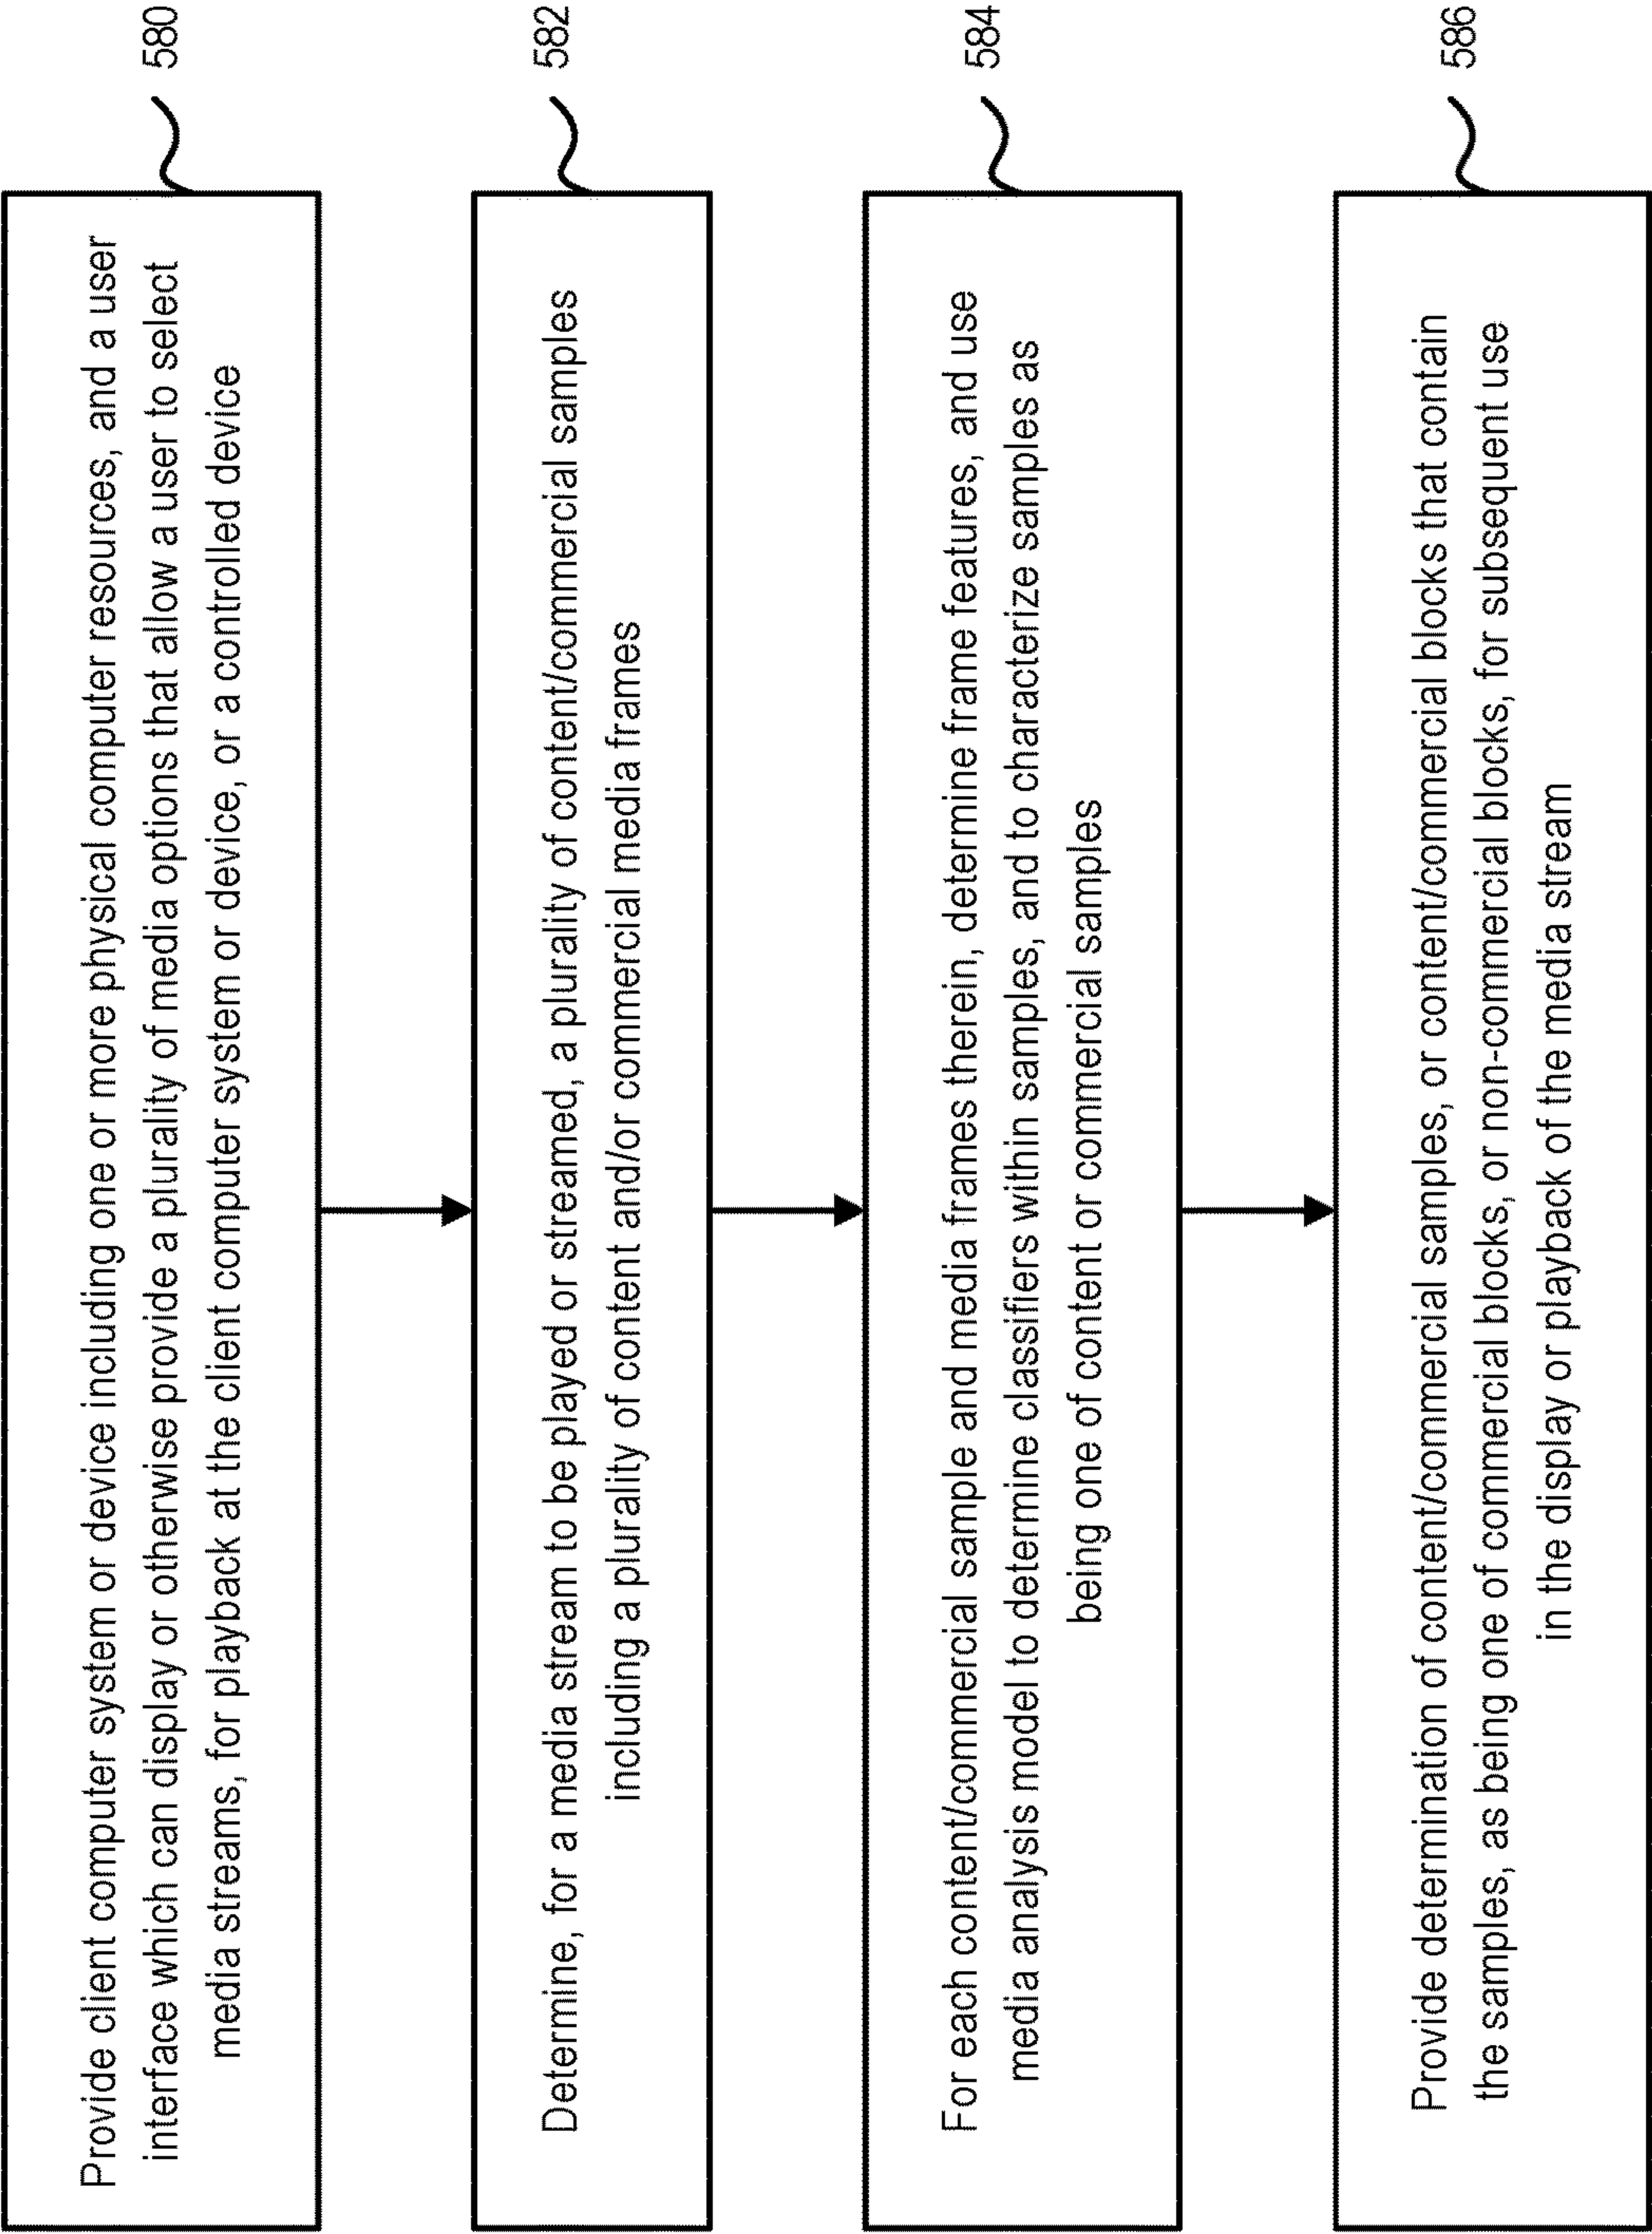 Provide client computer system or device including one or more physical computer resources, and a user
interface which can display or otherwise provide a plurality of media options that allow a user to select
media streams, for playback at the client computer system or device, or a controlled device
580
Determine, for a media stream to be played or streamed, a plurality of content/commercial samples
including a plurality of content and/or commercial media frames
582
For each content/commercial sample and media frames therein, determine frame features, and use
media analysis model to determine classifiers within samples, and to characterize samples as
being one of content or commercial samples
584
Provide determination of content/commercial samples, or content/commercial blocks that contain
the samples, as being one of commercial blocks, or non-commercial blocks, for subsequent use
in the display or playback of the media stream
586